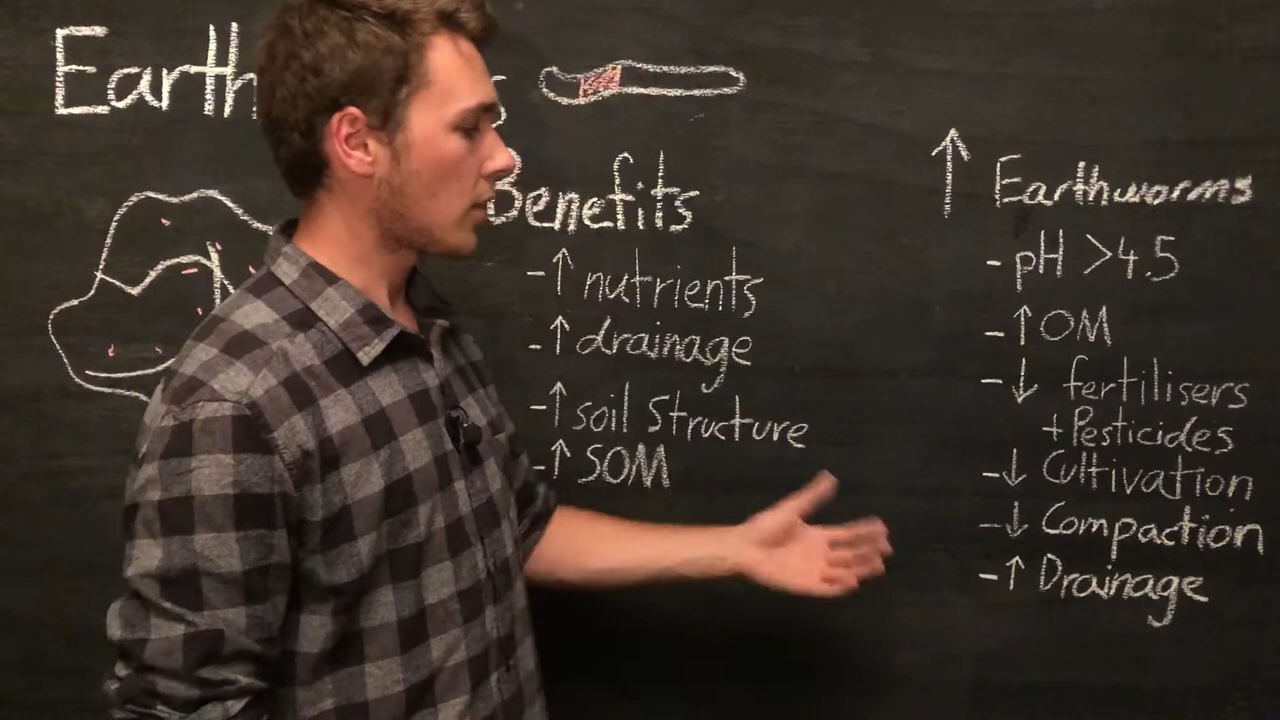 Earth
Benefits
-↑ nutrients
-↑ drainage
-↑ soil Structure
-↑ SOM
↑ Earthworms
- pH >4.5
-↑ OM
-↓ fertilisers
+ Pesticides
-↓ Cultivation
-↓ Compaction
-↑ Drainage